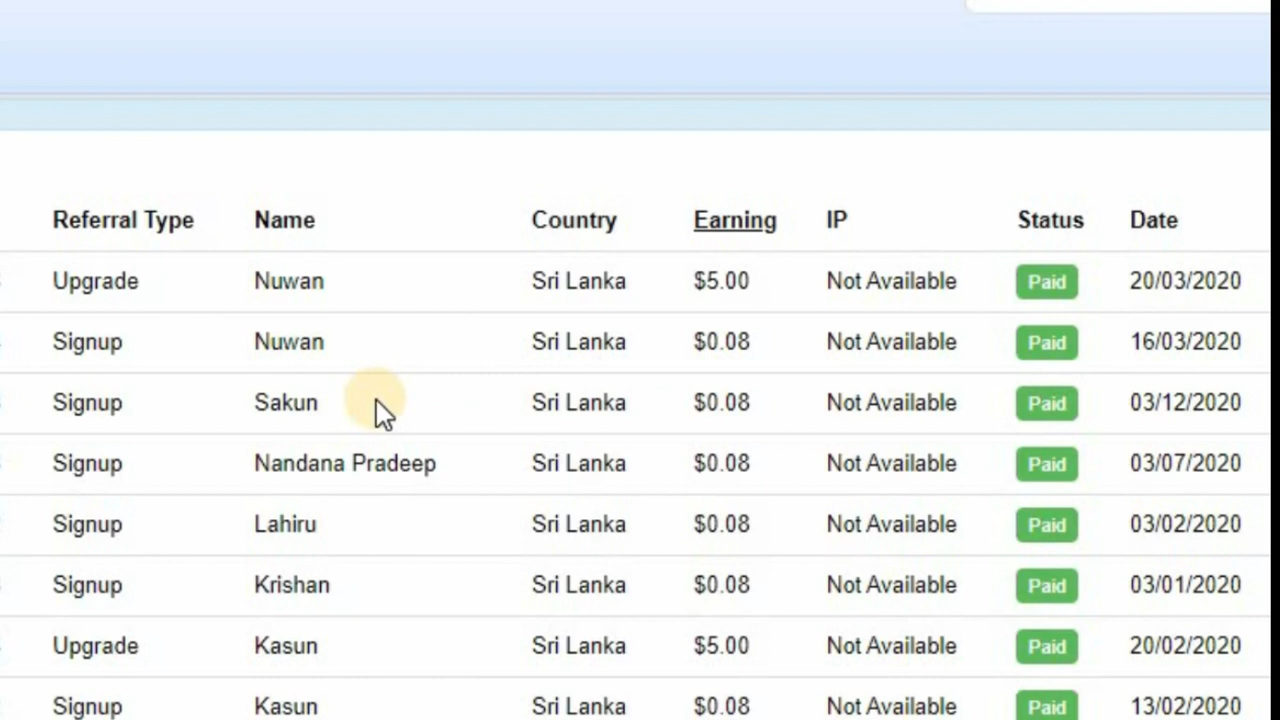 Referral Type Name Country Earning IP Status Date
Upgrade Nuwan Sri Lanka $5.00 Not Available Paid 20/03/2020
Signup Nuwan Sri Lanka $0.08 Not Available Paid 16/03/2020
Signup Sakun Sri Lanka $0.08 Not Available Paid 03/12/2020
Signup Nandana Pradeep Sri Lanka $0.08 Not Available Paid 03/07/2020
Signup Lahiru Sri Lanka $0.08 Not Available Paid 03/02/2020
Signup Krishan Sri Lanka $0.08 Not Available Paid 03/01/2020
Upgrade Kasun Sri Lanka $5.00 Not Available Paid 20/02/2020
Signup Kasun Sri Lanka $0.08 Not Available Paid 13/02/2020